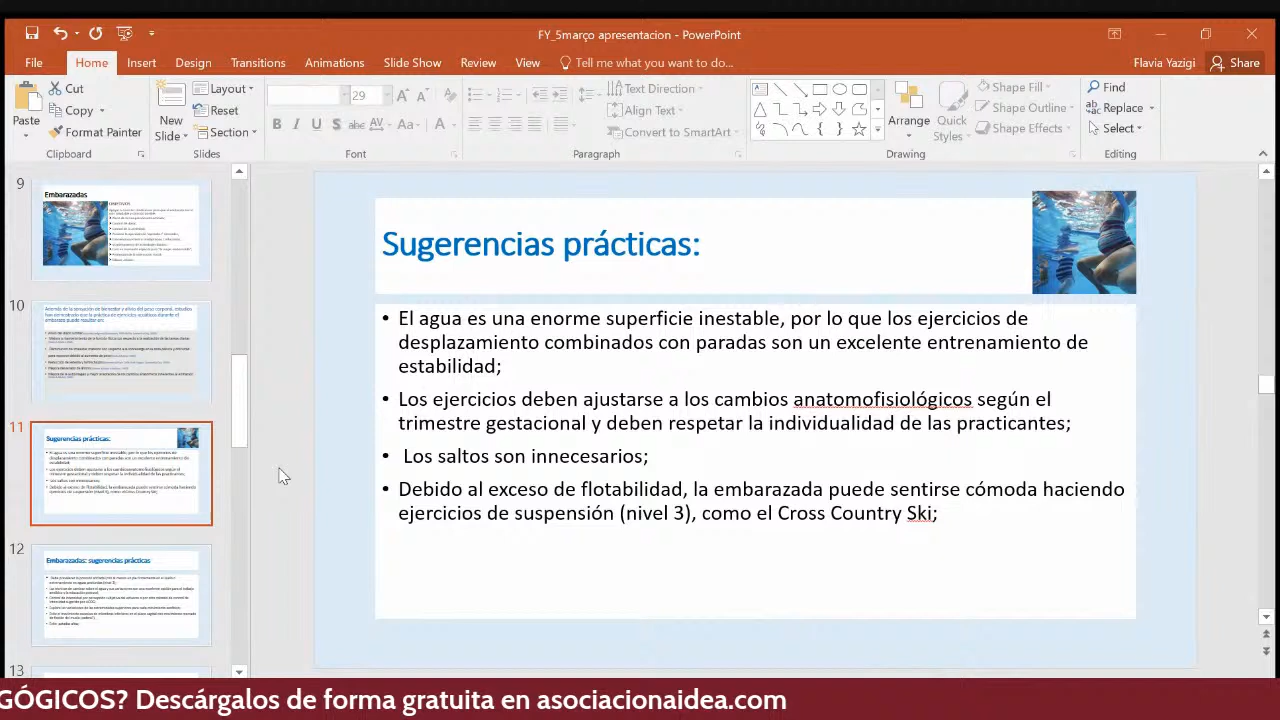 FY_5março apresentacion - PowerPoint
File Home Insert Design Transitions Animations Slide Show Review View Tell me what you want to do... Flavia Yazigi Share
Paste
Cut
Copy
Format Painter
Clipboard
New Slide
Layout
Reset
Section
Slides
29
Font
Text Direction
Align Text
Convert to SmartArt
Paragraph
Arrange
Quick Styles
Shape Fill
Shape Outline
Shape Effects
Drawing
Find
Replace
Select
Editing
9
Embarazadas
10
11
Sugerencias prácticas:
12
Embarazadas: sugerencias prácticas
13
Sugerencias prácticas:
• El agua es una enorme superficie inestable, por lo que los ejercicios de
desplazamiento combinados con paradas son un excelente entrenamiento de
estabilidad;
• Los ejercicios deben ajustarse a los cambios anatomofisiológicos según el
trimestre gestacional y deben respetar la individualidad de las practicantes;
• Los saltos son innecesarios;
• Debido al exceso de flotabilidad, la embarazada puede sentirse cómoda haciendo
ejercicios de suspensión (nivel 3), como el Cross Country Ski;
GÓGICOS? Descárgalos de forma gratuita en asociacionaidea.com